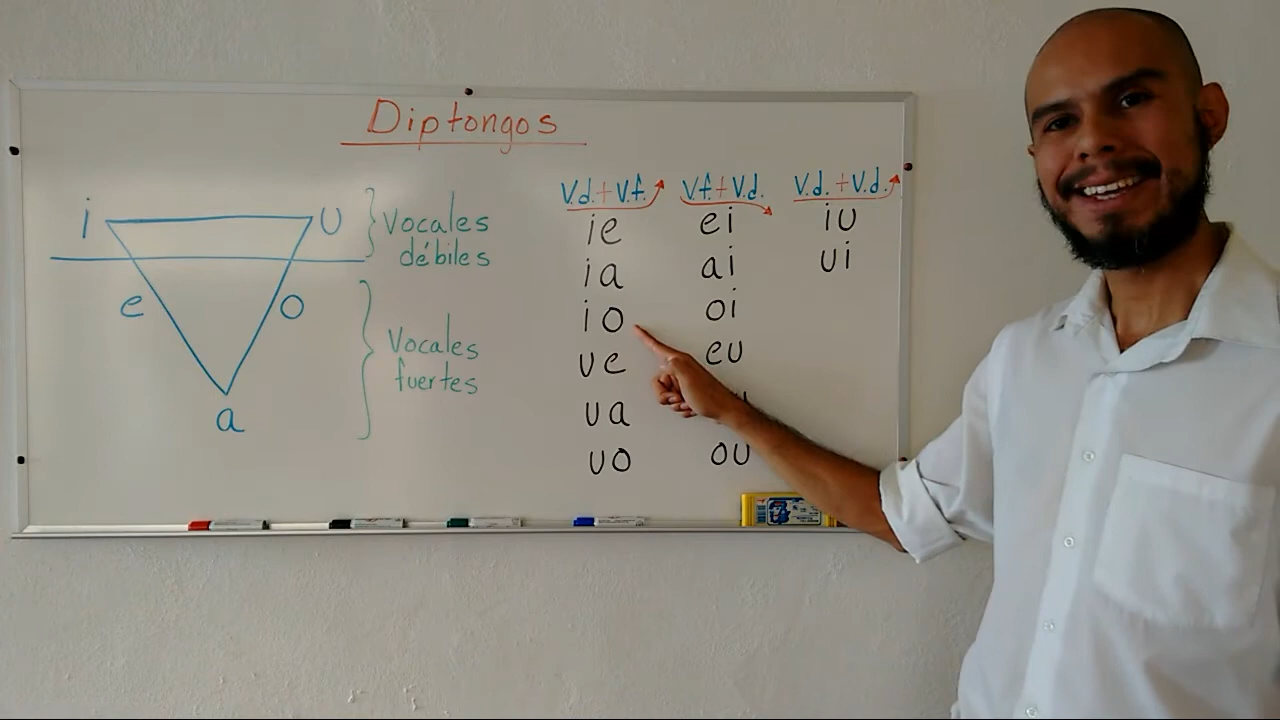 Diptongos
i u
Vocales
débiles
e o
Vocales
fuertes
a
V.d.+V.f.
ie
ia
io
ue
ua
uo
V.f.+V.d.
ei
ai
oi
eu
ou
V.d.+V.d.
iu
ui